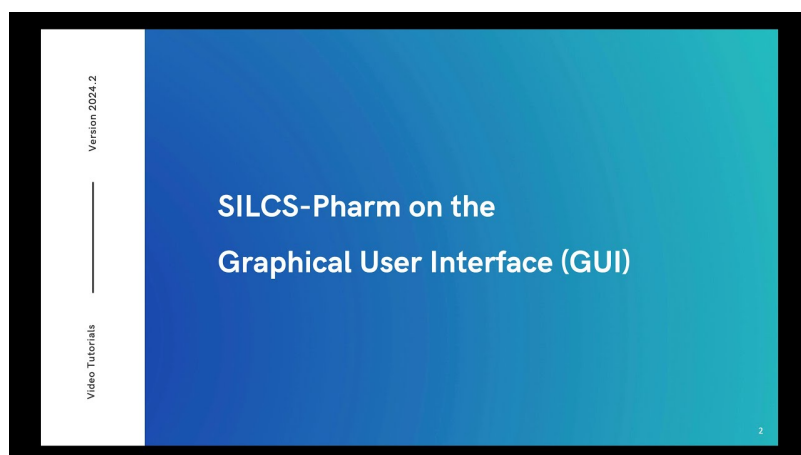 Version 2024.2
Video Tutorials
SILCS-Pharm on the
Graphical User Interface (GUI)
2